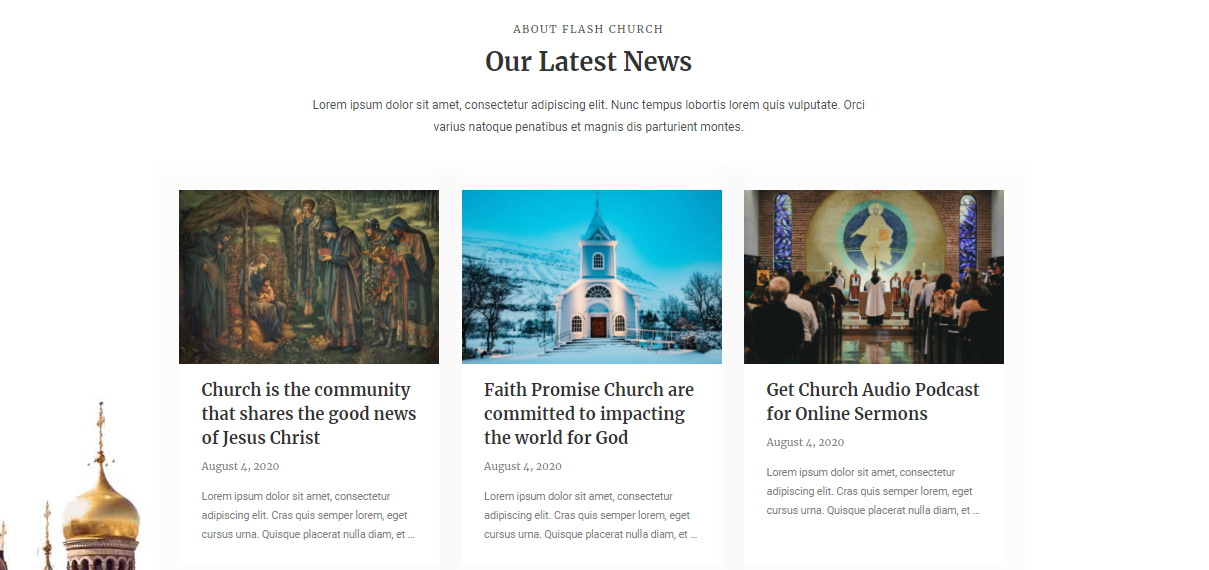 ABOUT FLASH CHURCH
Our Latest News
Lorem ipsum dolor sit amet, consectetur adipiscing elit. Nunc tempus lobortis lorem quis vulputate. Orci
varius natoque penatibus et magnis dis parturient montes.
Church is the community
that shares the good news
of Jesus Christ
August 4, 2020
Lorem ipsum dolor sit amet, consectetur
adipiscing elit. Cras quis semper lorem, eget
cursus urna. Quisque placerat nulla diam, et ...
Faith Promise Church are
committed to impacting
the world for God
August 4, 2020
Lorem ipsum dolor sit amet, consectetur
adipiscing elit. Cras quis semper lorem, eget
cursus urna. Quisque placerat nulla diam, et ...
Get Church Audio Podcast
for Online Sermons
August 4, 2020
Lorem ipsum dolor sit amet, consectetur
adipiscing elit. Cras quis semper lorem, eget
cursus urna. Quisque placerat nulla diam, et ...